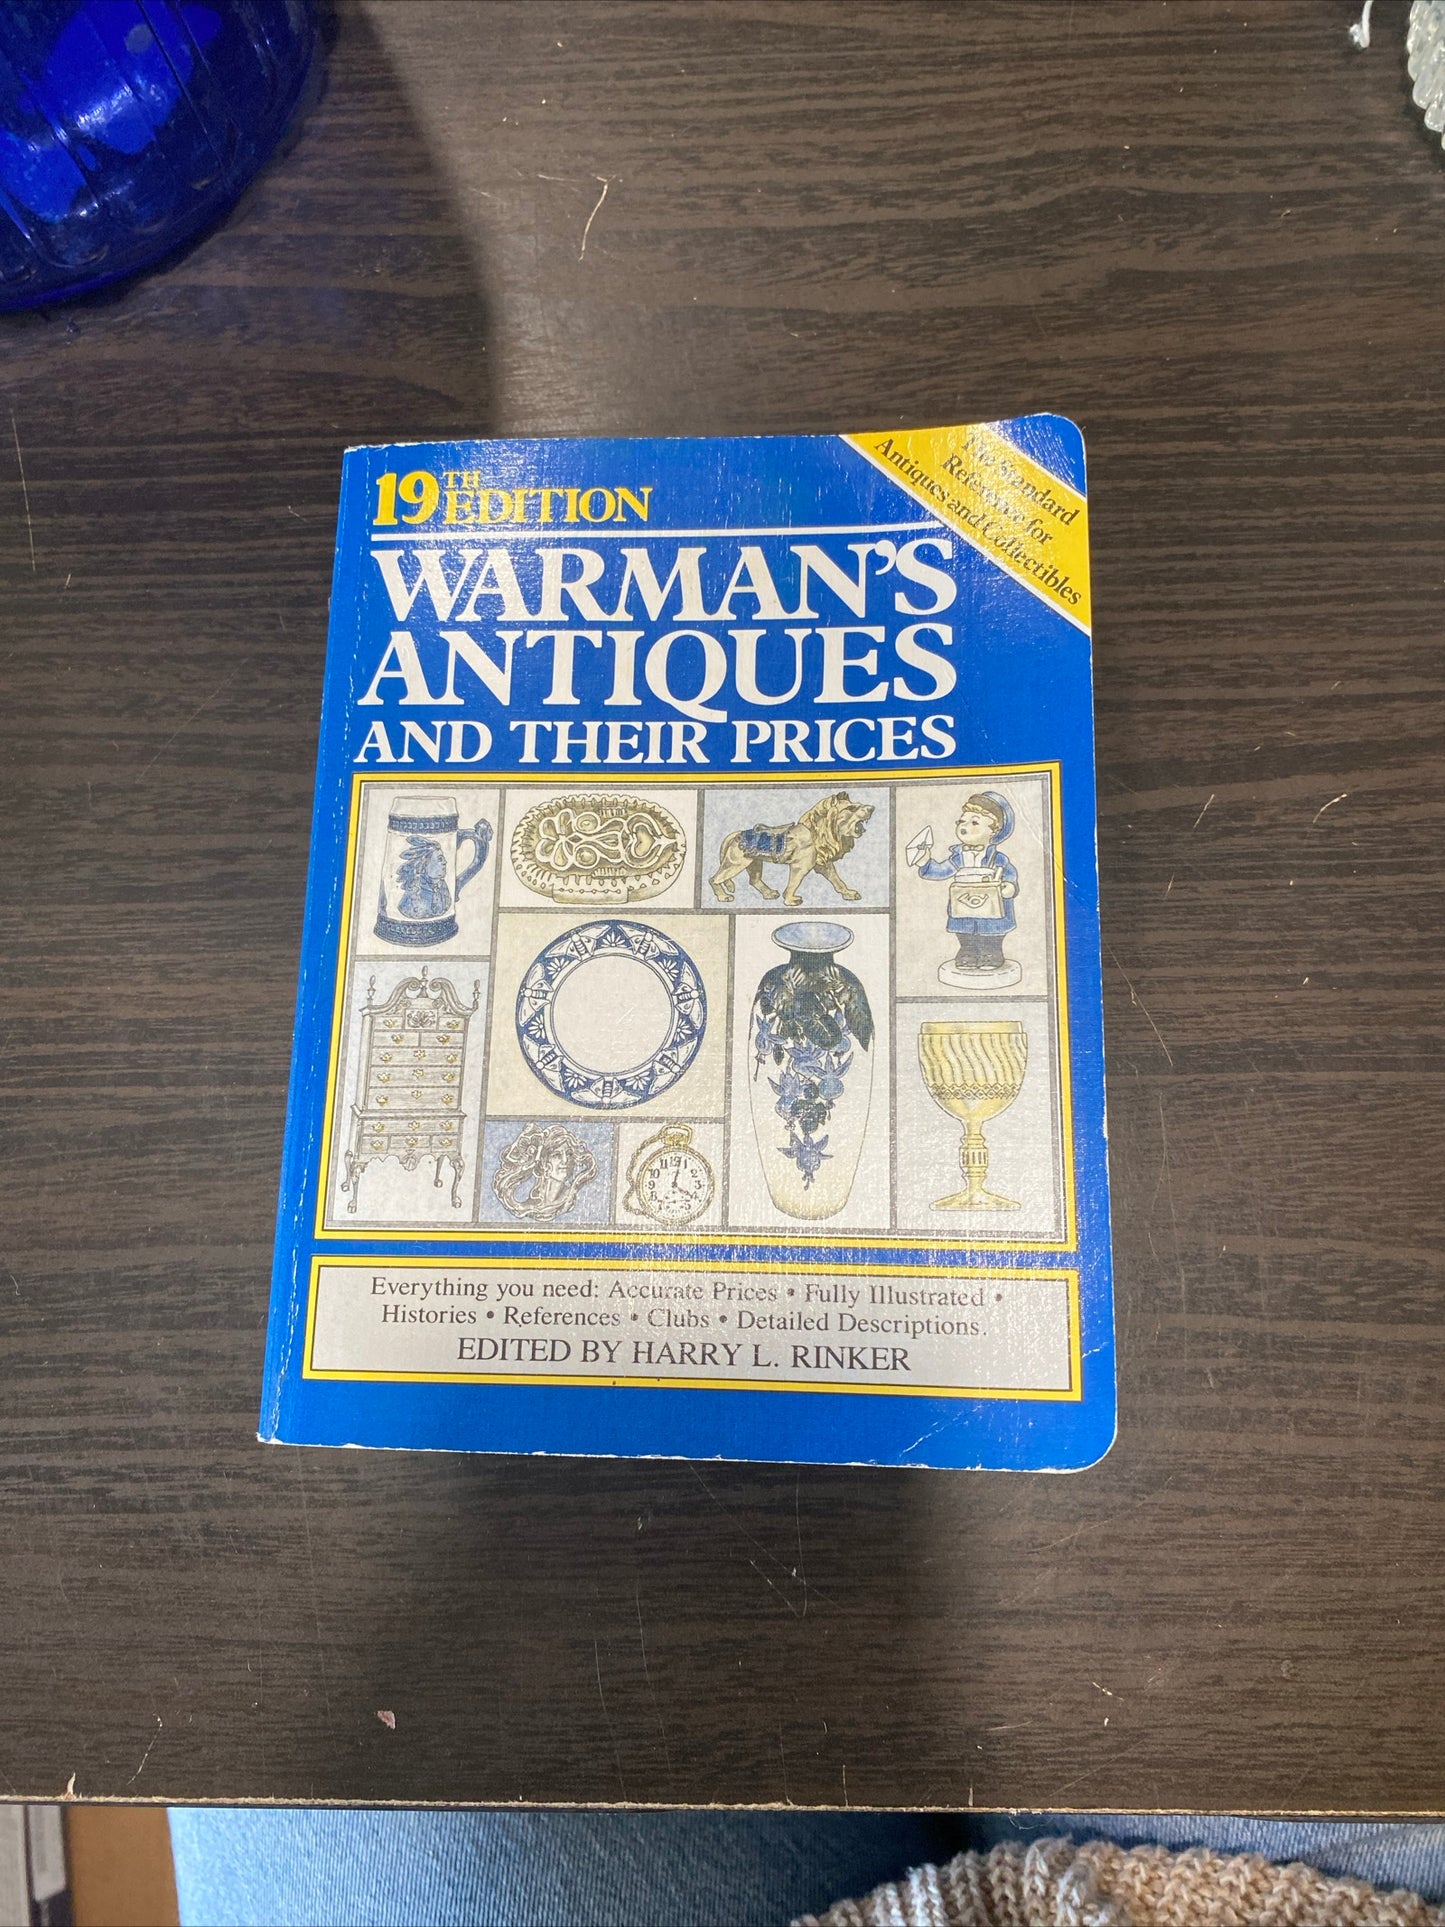 19TH EDITION
The Standard
Reference for
Antiques and Collectibles
WARMAN'S
ANTIQUES
AND THEIR PRICES
Everything you need: Accurate Prices • Fully Illustrated •
Histories • References • Clubs • Detailed Descriptions.
EDITED BY HARRY L. RINKER